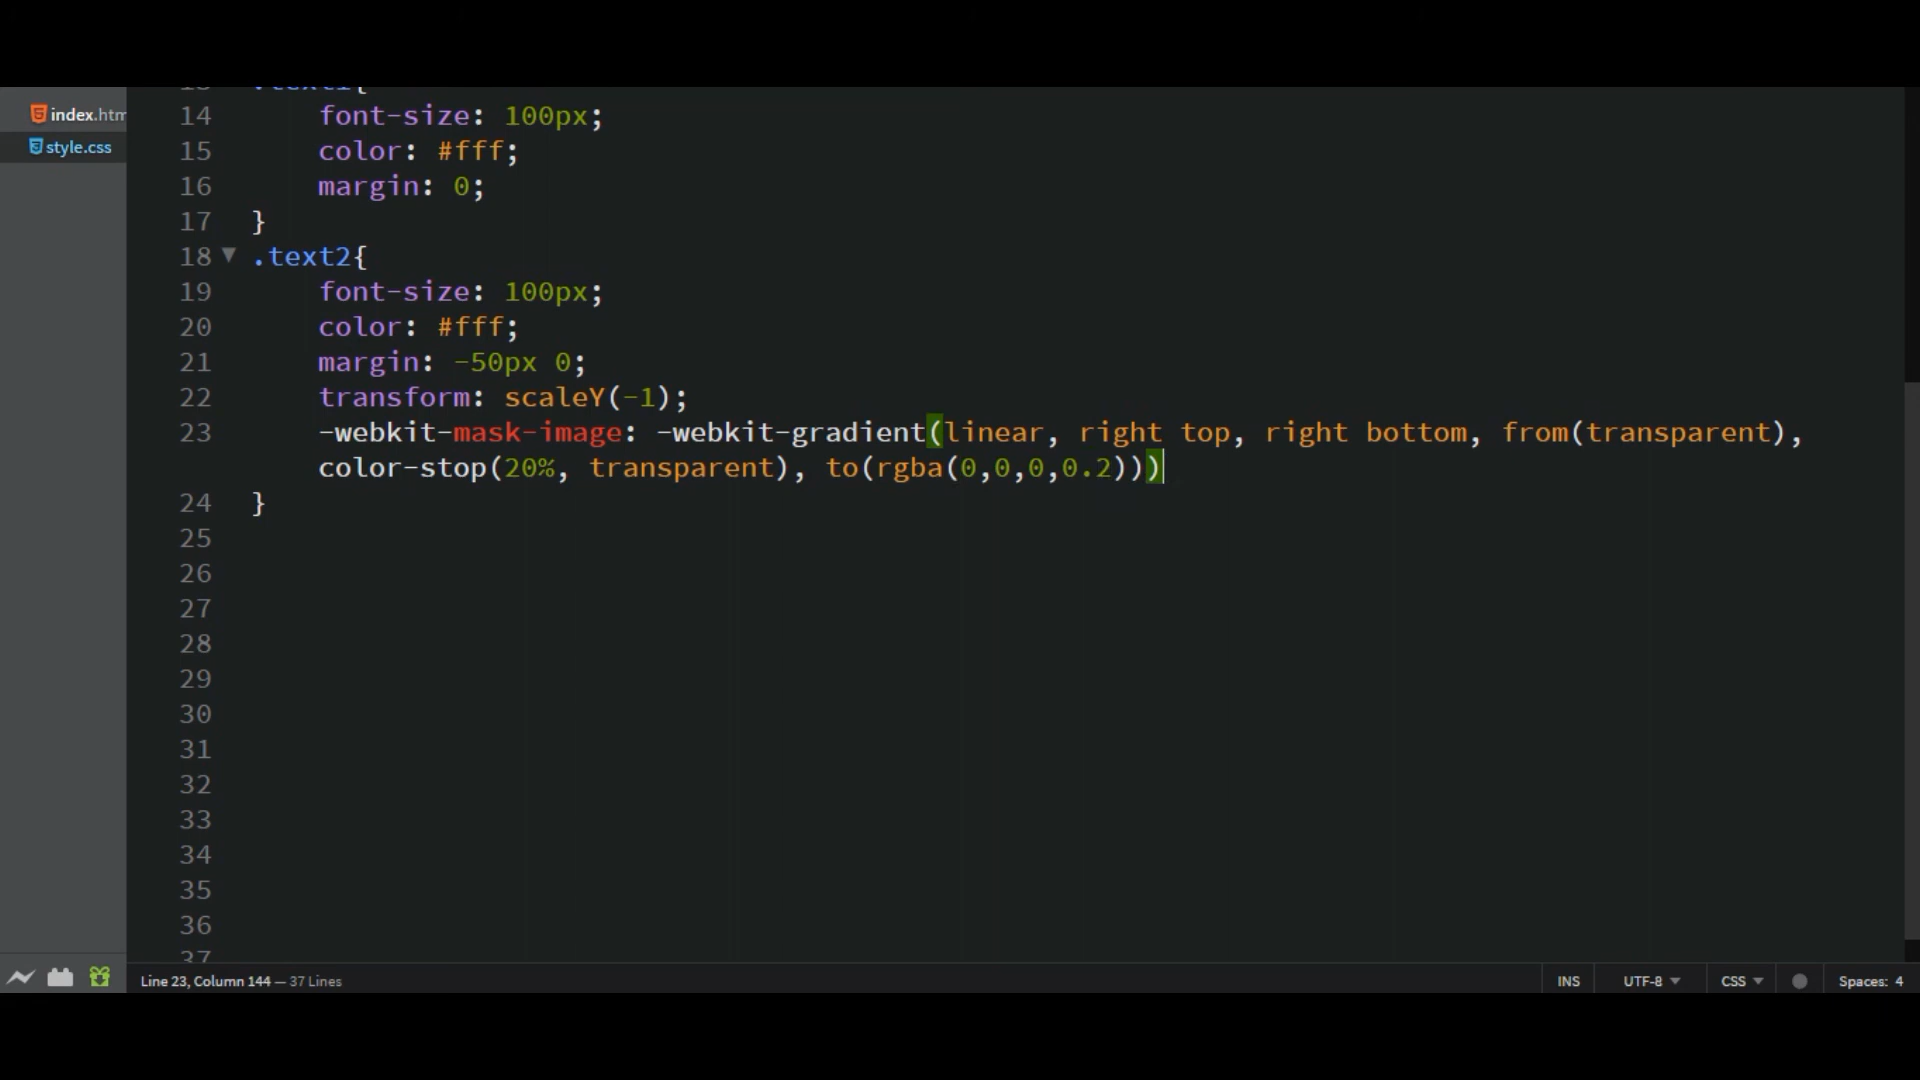 index.htm
style.css
14 font-size: 100px;
15 color: #fff;
16 margin: 0;
17 }
18 .text2{
19 font-size: 100px;
20 color: #fff;
21 margin: -50px 0;
22 transform: scaleY(-1);
23 -webkit-mask-image: -webkit-gradient(linear, right top, right bottom, from(transparent),
color-stop(20%, transparent), to(rgba(0,0,0,0.2)))
24 }
25
26
27
28
29
30
31
32
33
34
35
36
37
Line 23, Column 144 — 37 Lines
INS UTF-8 CSS Spaces: 4